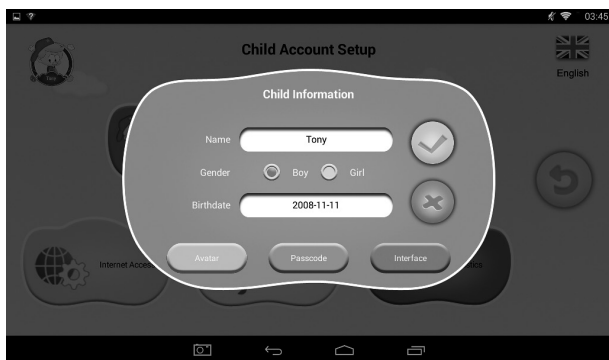 03:45
Child Account Setup
Tony
English
Child Information
Name Tony
Gender Boy Girl
Birthdate 2008-11-11
Internet Access
Avatar Passcode Interface